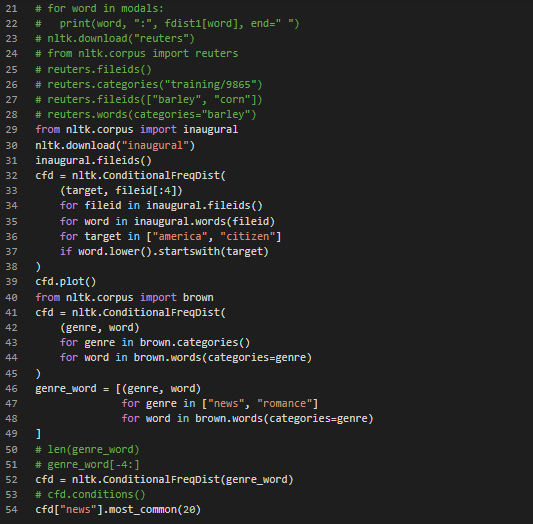 21 # for word in modals:
22 #   print(word, ":", fdist1[word], end=" ")
23 # nltk.download("reuters")
24 # from nltk.corpus import reuters
25 # reuters.fileids()
26 # reuters.categories("training/9865")
27 # reuters.fileids(["barley", "corn"])
28 # reuters.words(categories="barley")
29 from nltk.corpus import inaugural
30 nltk.download("inaugural")
31 inaugural.fileids()
32 cfd = nltk.ConditionalFreqDist(
33     (target, fileid[:4])
34     for fileid in inaugural.fileids()
35     for word in inaugural.words(fileid)
36     for target in ["america", "citizen"]
37     if word.lower().startswith(target)
38 )
39 cfd.plot()
40 from nltk.corpus import brown
41 cfd = nltk.ConditionalFreqDist(
42     (genre, word)
43     for genre in brown.categories()
44     for word in brown.words(categories=genre)
45 )
46 genre_word = [(genre, word)
47              for genre in ["news", "romance"]
48              for word in brown.words(categories=genre)
49 ]
50 # len(genre_word)
51 # genre_word[-4:]
52 cfd = nltk.ConditionalFreqDist(genre_word)
53 # cfd.conditions()
54 cfd["news"].most_common(20)